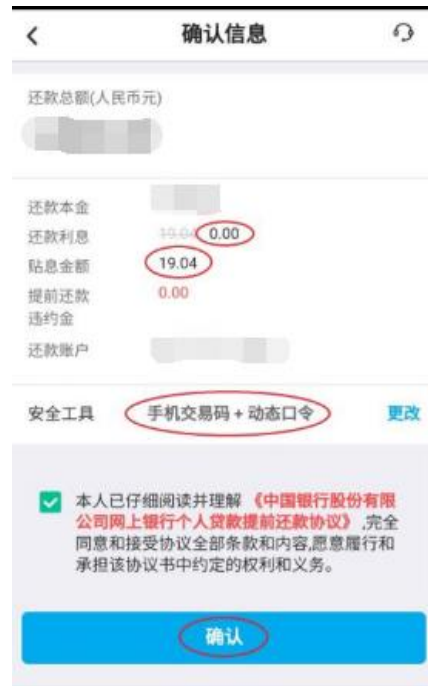 确认信息
还款总额(人民币元)
还款本金
还款利息 19.04 0.00
贴息金额 19.04
提前还款 0.00
违约金
还款账户
安全工具 手机交易码 + 动态口令 更改
本人已仔细阅读并理解《中国银行股份有限
公司网上银行个人贷款提前还款协议》,完全
同意和接受协议全部条款和内容,愿意履行和
承担该协议书中约定的权利和义务。
确认